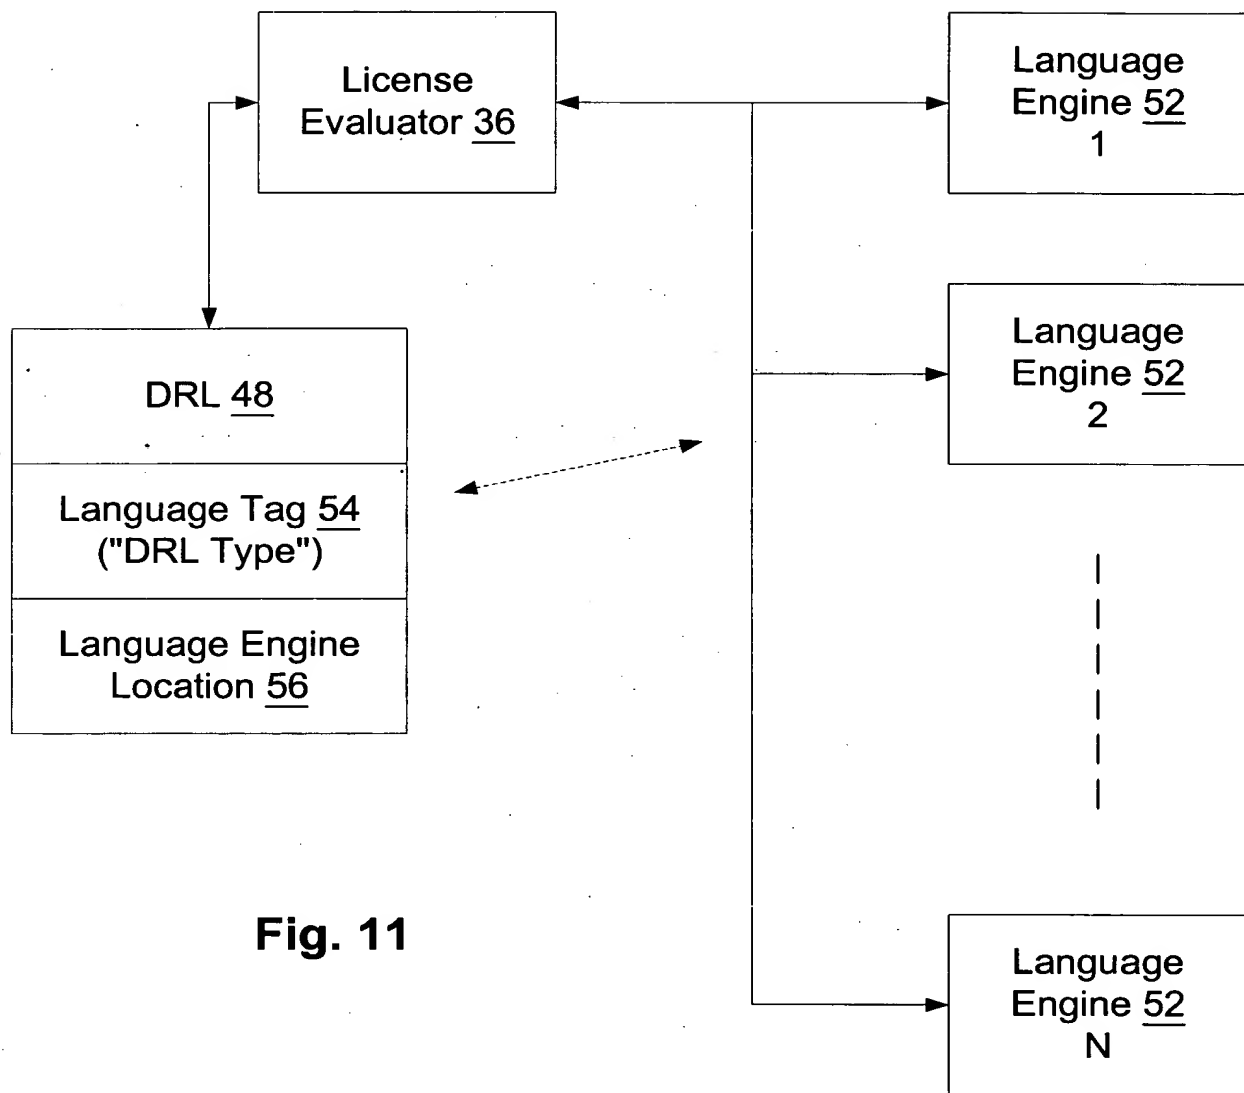 License
Evaluator 36
Language
Engine 52
1
Language
Engine 52
2
DRL 48
Language Tag 54
("DRL Type")
Language Engine
Location 56
Language
Engine 52
N
Fig. 11